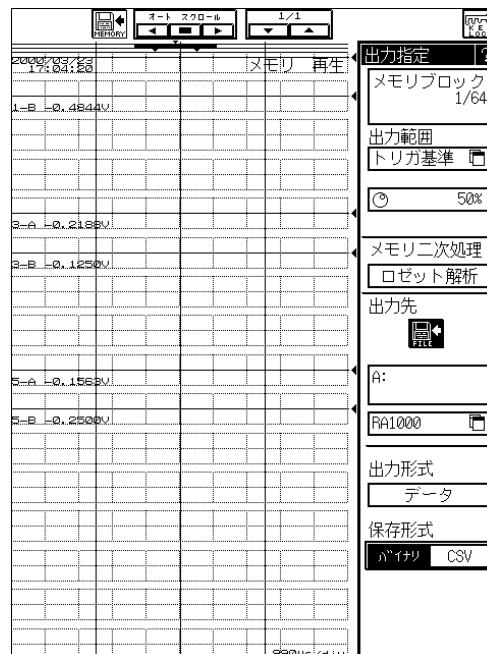 MEMORY
オート スクロール
1/1
2000/03/23
17:04:20
メモリ 再生
1-B -0.4844V
3-A -0.2188V
3-B -0.1250V
5-A -0.1563V
5-B -0.2500V
出力指定
メモリブロック
1/64
出力範囲
トリガ基準
50%
メモリ二次処理
ロゼット解析
出力先
FILE
A:
RA1000
出力形式
データ
保存形式
バイナリ CSV